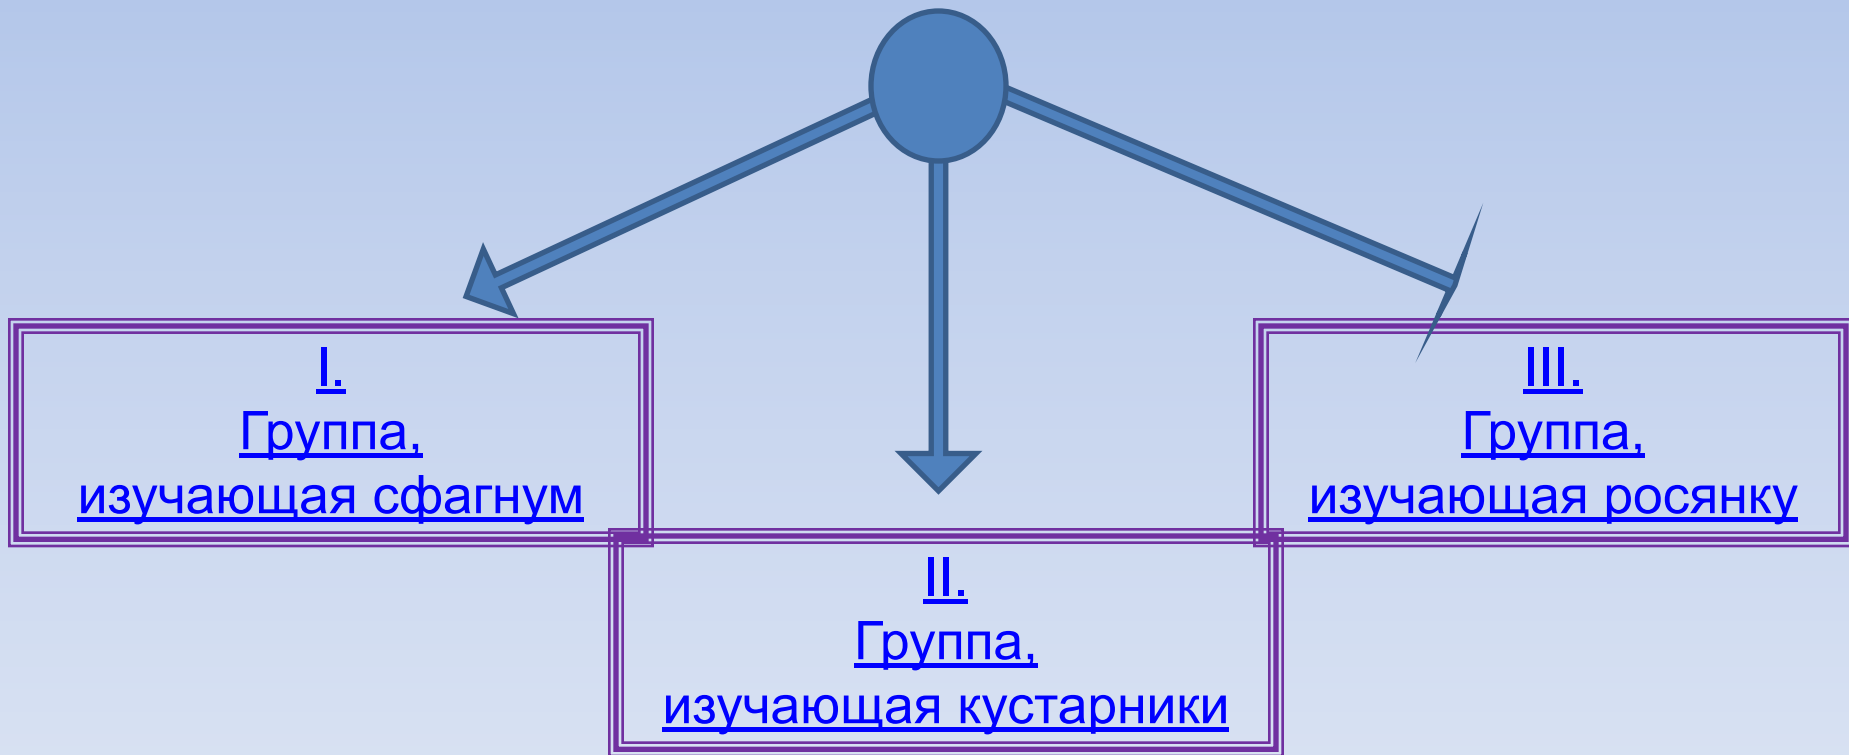 I.
Группа,
изучающая сфагнум
II.
Группа,
изучающая кустарники
III.
Группа,
изучающая росянку